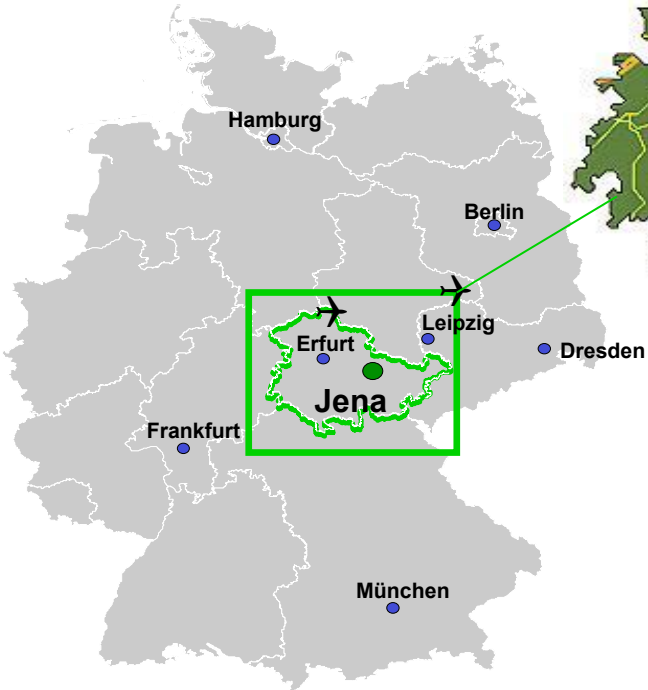 Hamburg
Berlin
Leipzig
Erfurt
Dresden
Jena
Frankfurt
München